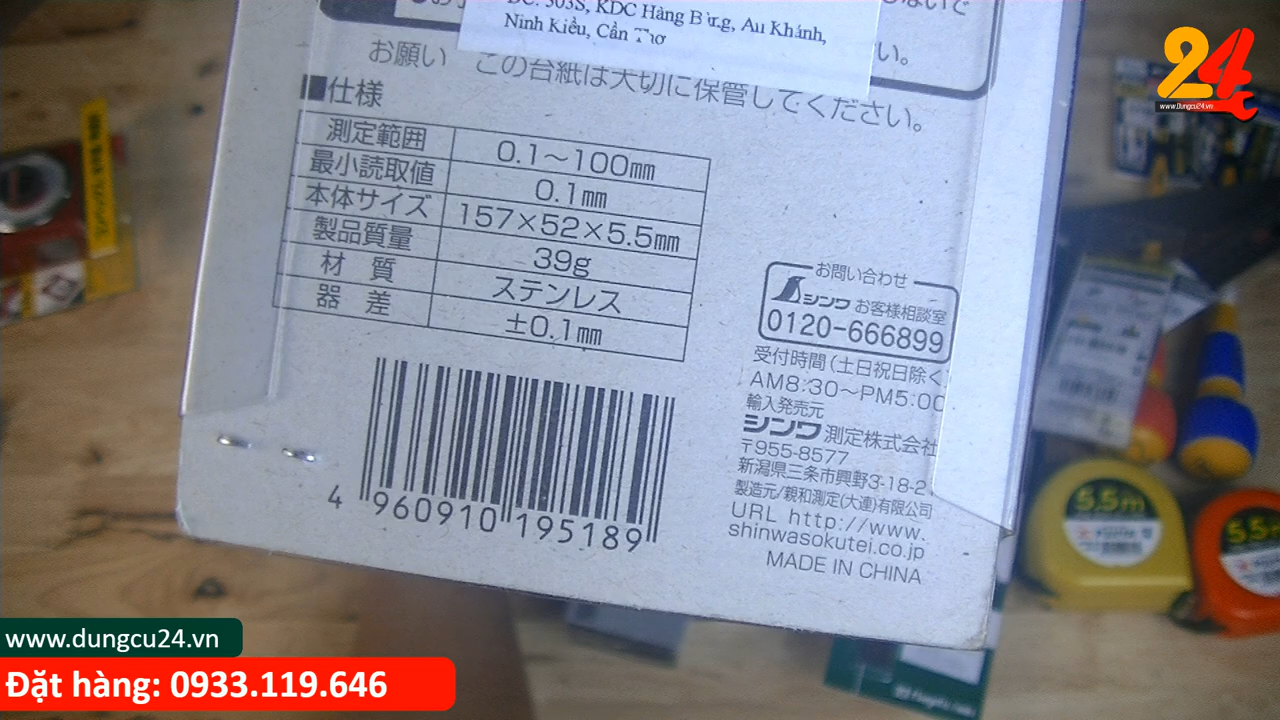 ĐC: 303S, KDC Hàng Bàng, An Khánh,
Ninh Kiều, Cần Thơ
い。
お願い この台紙は大切に保管してください。
■仕様
測定範囲 0.1～100㎜
最小読取値 0.1㎜
本体サイズ 157×52×5.5㎜
製品質量 39g
材 質 ステンレス
器 差 ±0.1㎜
お問い合わせ
シンワ お客様相談室
0120-666899
受付時間(土日祝日除く
AM8:30～PM5:00
輸入発売元
シンワ測定株式会社
〒955-8577
新潟県三条市興野3-18-2
製造元/親和測定(大連)有限公司
URL http://www.
shinwasokutei.co.jp
MADE IN CHINA
4 960910 195189
24
www.Dungcu24.vn
5,5m
5,5
www.dungcu24.vn
Đặt hàng: 0933.119.646